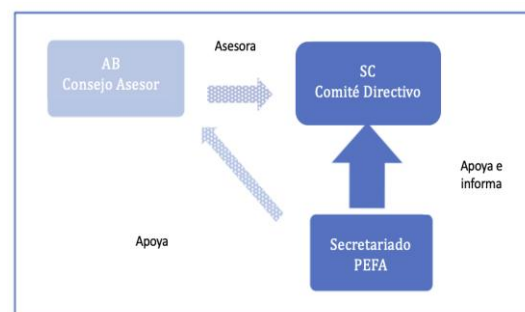 Asesora
AB
Consejo Asesor
SC
Comité Directivo
Apoya e
informa
Apoya
Secretariado
PEFA